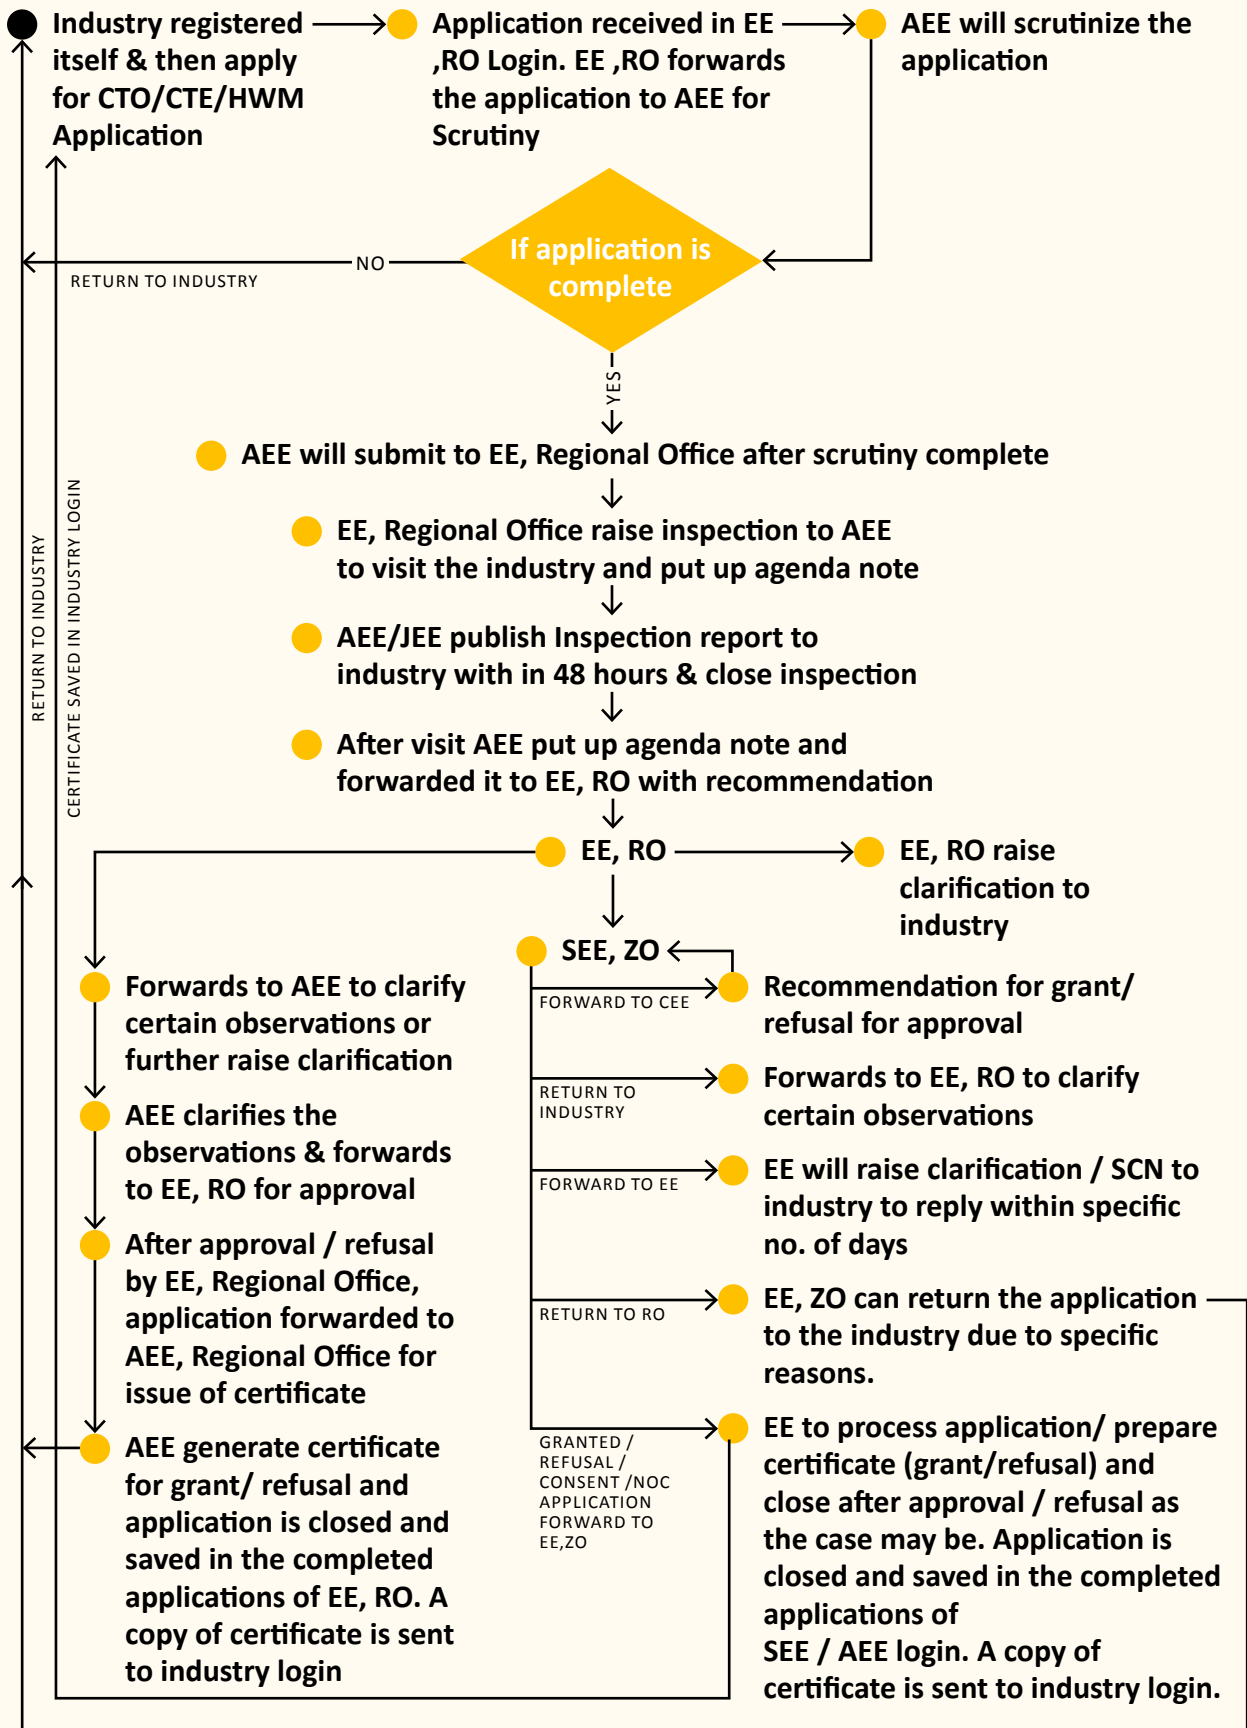 Industry registered
itself & then apply
for CTO/CTE/HWM
Application
Application received in EE
,RO Login. EE ,RO forwards
the application to AEE for
Scrutiny
AEE will scrutinize the
application
If application is
complete
NO
RETURN TO INDUSTRY
YES
AEE will submit to EE, Regional Office after scrutiny complete
EE, Regional Office raise inspection to AEE
to visit the industry and put up agenda note
AEE/JEE publish Inspection report to
industry with in 48 hours & close inspection
After visit AEE put up agenda note and
forwarded it to EE, RO with recommendation
RETURN TO INDUSTRY
CERTIFICATE SAVED IN INDUSTRY LOGIN
EE, RO
EE, RO raise
clarification to
industry
SEE, ZO
Forwards to AEE to clarify
certain observations or
further raise clarification
AEE clarifies the
observations & forwards
to EE, RO for approval
After approval / refusal
by EE, Regional Office,
application forwarded to
AEE, Regional Office for
issue of certificate
AEE generate certificate
for grant/ refusal and
application is closed and
saved in the completed
applications of EE, RO. A
copy of certificate is sent
to industry login
FORWARD TO CEE
Recommendation for grant/
refusal for approval
RETURN TO
INDUSTRY
Forwards to EE, RO to clarify
certain observations
FORWARD TO EE
EE will raise clarification / SCN to
industry to reply within specific
no. of days
RETURN TO RO
EE, ZO can return the application
to the industry due to specific
reasons.
GRANTED /
REFUSAL /
CONSENT /NOC
APPLICATION
FORWARD TO
EE,ZO
EE to process application/ prepare
certificate (grant/refusal) and
close after approval / refusal as
the case may be. Application is
closed and saved in the completed
applications of
SEE / AEE login. A copy of
certificate is sent to industry login.